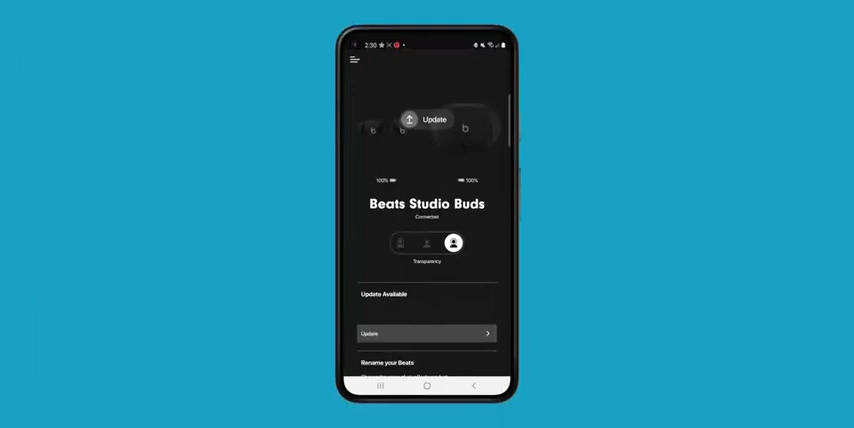 2:30
Update
100% 100%
Beats Studio Buds
Connected
Transparency
Update Available
Update
Rename your Beats